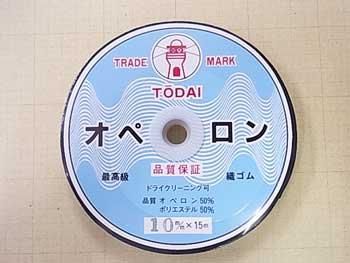 TRADE MARK
TŌDAI
オペロン
品質保証
最高級 織ゴム
ドライクリーニング可
品質 オペロン 50%
ポリエステル 50%
10m/m×15m